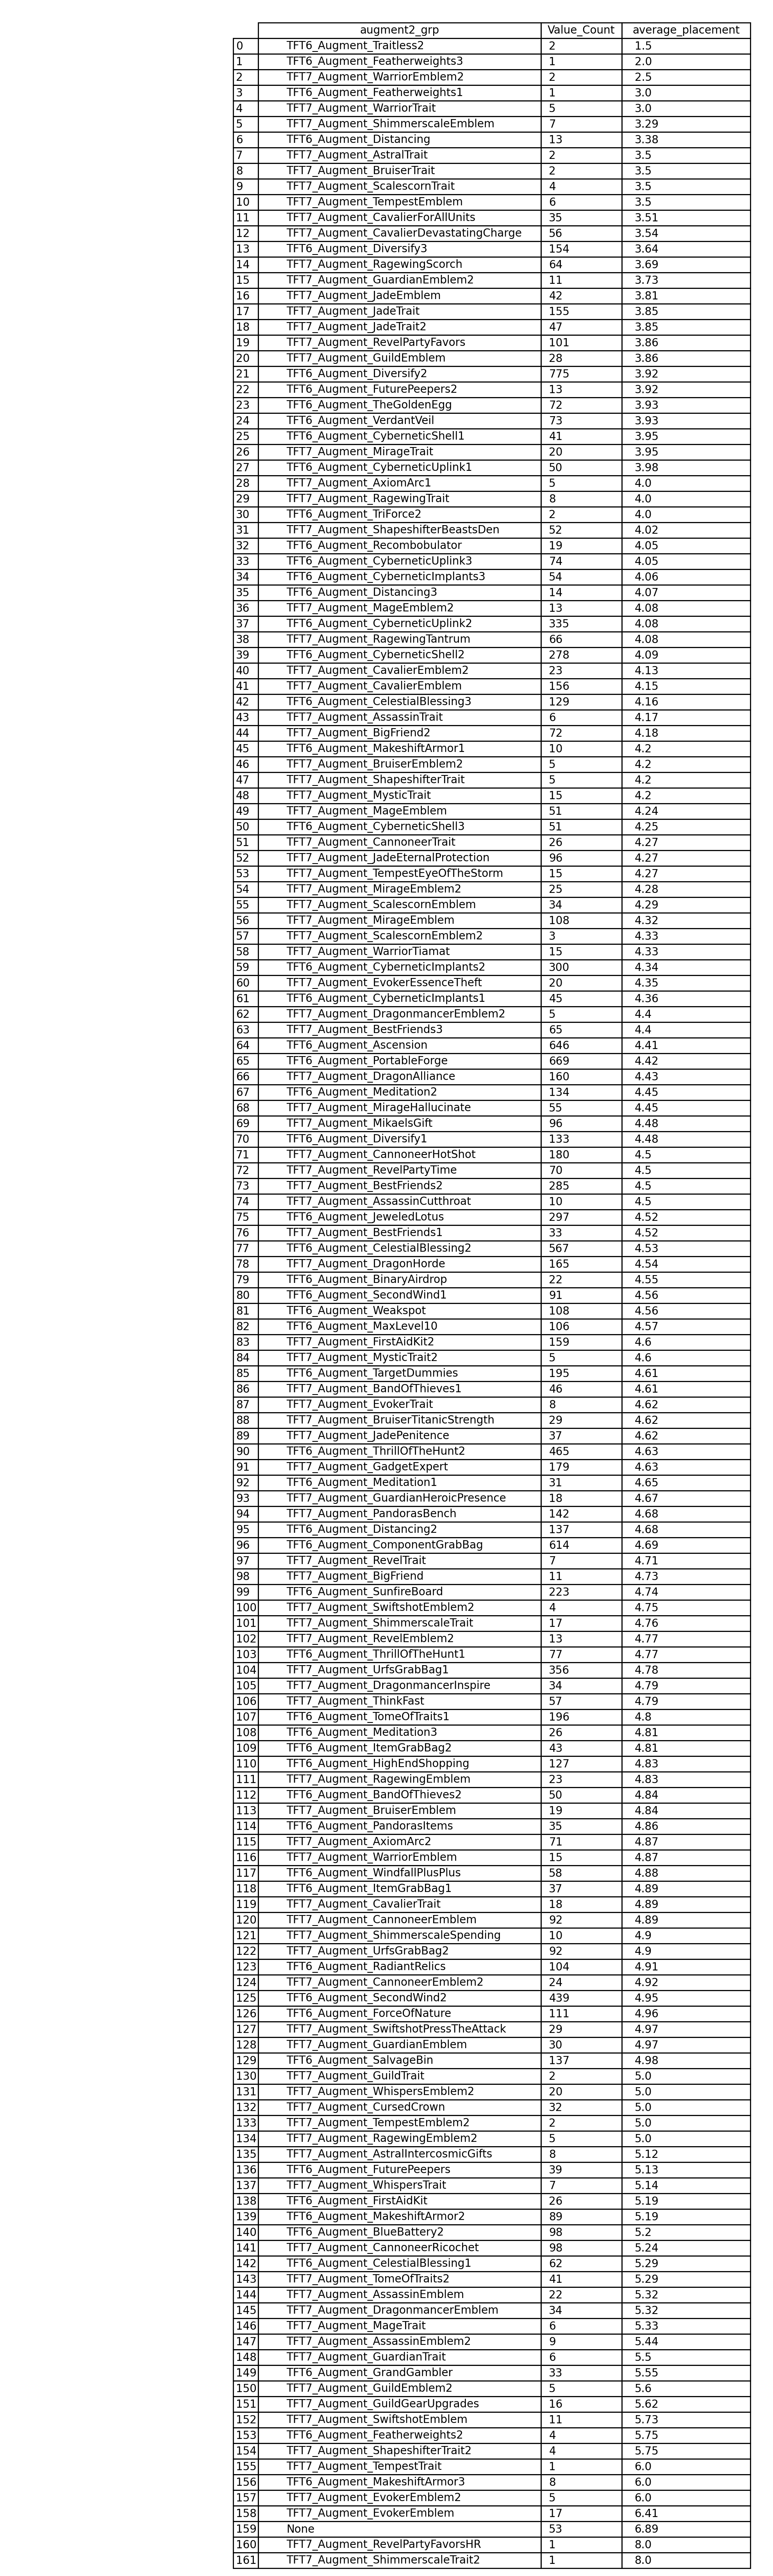 augment2_grp Value_Count average_placement
0 TFT6_Augment_Traitless2 2 1.5
1 TFT6_Augment_Featherweights3 1 2.0
2 TFT7_Augment_WarriorEmblem2 2 2.5
3 TFT6_Augment_Featherweights1 1 3.0
4 TFT7_Augment_WarriorTrait 5 3.0
5 TFT7_Augment_ShimmerscaleEmblem 7 3.29
6 TFT6_Augment_Distancing 13 3.38
7 TFT7_Augment_AstralTrait 2 3.5
8 TFT7_Augment_BruiserTrait 2 3.5
9 TFT7_Augment_ScalescornTrait 4 3.5
10 TFT7_Augment_TempestEmblem 6 3.5
11 TFT7_Augment_CavalierForAllUnits 35 3.51
12 TFT7_Augment_CavalierDevastatingCharge 56 3.54
13 TFT6_Augment_Diversify3 154 3.64
14 TFT7_Augment_RagewingScorch 64 3.69
15 TFT7_Augment_GuardianEmblem2 11 3.73
16 TFT7_Augment_JadeEmblem 42 3.81
17 TFT7_Augment_JadeTrait 155 3.85
18 TFT7_Augment_JadeTrait2 47 3.85
19 TFT7_Augment_RevelPartyFavors 101 3.86
20 TFT7_Augment_GuildEmblem 28 3.86
21 TFT6_Augment_Diversify2 775 3.92
22 TFT6_Augment_FuturePeepers2 13 3.92
23 TFT6_Augment_TheGoldenEgg 72 3.93
24 TFT6_Augment_VerdantVeil 73 3.93
25 TFT6_Augment_CyberneticShell1 41 3.95
26 TFT7_Augment_MirageTrait 20 3.95
27 TFT6_Augment_CyberneticUplink1 50 3.98
28 TFT7_Augment_AxiomArc1 5 4.0
29 TFT7_Augment_RagewingTrait 8 4.0
30 TFT6_Augment_TriForce2 2 4.0
31 TFT7_Augment_ShapeshifterBeastsDen 52 4.02
32 TFT6_Augment_Recombobulator 19 4.05
33 TFT6_Augment_CyberneticUplink3 74 4.05
34 TFT6_Augment_CyberneticImplants3 54 4.06
35 TFT6_Augment_Distancing3 14 4.07
36 TFT7_Augment_MageEmblem2 13 4.08
37 TFT6_Augment_CyberneticUplink2 335 4.08
38 TFT7_Augment_RagewingTantrum 66 4.08
39 TFT6_Augment_CyberneticShell2 278 4.09
40 TFT7_Augment_CavalierEmblem2 23 4.13
41 TFT7_Augment_CavalierEmblem 156 4.15
42 TFT6_Augment_CelestialBlessing3 129 4.16
43 TFT7_Augment_AssassinTrait 6 4.17
44 TFT7_Augment_BigFriend2 72 4.18
45 TFT6_Augment_MakeshiftArmor1 10 4.2
46 TFT7_Augment_BruiserEmblem2 5 4.2
47 TFT7_Augment_ShapeshifterTrait 5 4.2
48 TFT7_Augment_MysticTrait 15 4.2
49 TFT7_Augment_MageEmblem 51 4.24
50 TFT6_Augment_CyberneticShell3 51 4.25
51 TFT7_Augment_CannoneerTrait 26 4.27
52 TFT7_Augment_JadeEternalProtection 96 4.27
53 TFT7_Augment_TempestEyeOfTheStorm 15 4.27
54 TFT7_Augment_MirageEmblem2 25 4.28
55 TFT7_Augment_ScalescornEmblem 34 4.29
56 TFT7_Augment_MirageEmblem 108 4.32
57 TFT7_Augment_ScalescornEmblem2 3 4.33
58 TFT7_Augment_WarriorTiamat 15 4.33
59 TFT6_Augment_CyberneticImplants2 300 4.34
60 TFT7_Augment_EvokerEssenceTheft 20 4.35
61 TFT6_Augment_CyberneticImplants1 45 4.36
62 TFT7_Augment_DragonmancerEmblem2 5 4.4
63 TFT7_Augment_BestFriends3 65 4.4
64 TFT6_Augment_Ascension 646 4.41
65 TFT6_Augment_PortableForge 669 4.42
66 TFT7_Augment_DragonAlliance 160 4.43
67 TFT6_Augment_Meditation2 134 4.45
68 TFT7_Augment_MirageHallucinate 55 4.45
69 TFT7_Augment_MikaelsGift 96 4.48
70 TFT6_Augment_Diversify1 133 4.48
71 TFT7_Augment_CannoneerHotShot 180 4.5
72 TFT7_Augment_RevelPartyTime 70 4.5
73 TFT7_Augment_BestFriends2 285 4.5
74 TFT7_Augment_AssassinCutthroat 10 4.5
75 TFT6_Augment_JeweledLotus 297 4.52
76 TFT7_Augment_BestFriends1 33 4.52
77 TFT6_Augment_CelestialBlessing2 567 4.53
78 TFT7_Augment_DragonHorde 165 4.54
79 TFT6_Augment_BinaryAirdrop 22 4.55
80 TFT6_Augment_SecondWind1 91 4.56
81 TFT6_Augment_Weakspot 108 4.56
82 TFT6_Augment_MaxLevel10 106 4.57
83 TFT7_Augment_FirstAidKit2 159 4.6
84 TFT7_Augment_MysticTrait2 5 4.6
85 TFT6_Augment_TargetDummies 195 4.61
86 TFT7_Augment_BandOfThieves1 46 4.61
87 TFT7_Augment_EvokerTrait 8 4.62
88 TFT7_Augment_BruiserTitanicStrength 29 4.62
89 TFT7_Augment_JadePenitence 37 4.62
90 TFT6_Augment_ThrillOfTheHunt2 465 4.63
91 TFT7_Augment_GadgetExpert 179 4.63
92 TFT6_Augment_Meditation1 31 4.65
93 TFT7_Augment_GuardianHeroicPresence 18 4.67
94 TFT7_Augment_PandorasBench 142 4.68
95 TFT6_Augment_Distancing2 137 4.68
96 TFT6_Augment_ComponentGrabBag 614 4.69
97 TFT7_Augment_RevelTrait 7 4.71
98 TFT7_Augment_BigFriend 11 4.73
99 TFT6_Augment_SunfireBoard 223 4.74
100 TFT7_Augment_SwiftshotEmblem2 4 4.75
101 TFT7_Augment_ShimmerscaleTrait 17 4.76
102 TFT7_Augment_RevelEmblem2 13 4.77
103 TFT6_Augment_ThrillOfTheHunt1 77 4.77
104 TFT7_Augment_UrfsGrabBag1 356 4.78
105 TFT7_Augment_DragonmancerInspire 34 4.79
106 TFT7_Augment_ThinkFast 57 4.79
107 TFT6_Augment_TomeOfTraits1 196 4.8
108 TFT6_Augment_Meditation3 26 4.81
109 TFT6_Augment_ItemGrabBag2 43 4.81
110 TFT6_Augment_HighEndShopping 127 4.83
111 TFT7_Augment_RagewingEmblem 23 4.83
112 TFT6_Augment_BandOfThieves2 50 4.84
113 TFT7_Augment_BruiserEmblem 19 4.84
114 TFT6_Augment_PandorasItems 35 4.86
115 TFT7_Augment_AxiomArc2 71 4.87
116 TFT7_Augment_WarriorEmblem 15 4.87
117 TFT6_Augment_WindfallPlusPlus 58 4.88
118 TFT6_Augment_ItemGrabBag1 37 4.89
119 TFT7_Augment_CavalierTrait 18 4.89
120 TFT7_Augment_CannoneerEmblem 92 4.89
121 TFT7_Augment_ShimmerscaleSpending 10 4.9
122 TFT7_Augment_UrfsGrabBag2 92 4.9
123 TFT6_Augment_RadiantRelics 104 4.91
124 TFT7_Augment_CannoneerEmblem2 24 4.92
125 TFT6_Augment_SecondWind2 439 4.95
126 TFT6_Augment_ForceOfNature 111 4.96
127 TFT7_Augment_SwiftshotPressTheAttack 29 4.97
128 TFT7_Augment_GuardianEmblem 30 4.97
129 TFT6_Augment_SalvageBin 137 4.98
130 TFT7_Augment_GuildTrait 2 5.0
131 TFT7_Augment_WhispersEmblem2 20 5.0
132 TFT7_Augment_CursedCrown 32 5.0
133 TFT7_Augment_TempestEmblem2 2 5.0
134 TFT7_Augment_RagewingEmblem2 5 5.0
135 TFT7_Augment_AstralIntercosmicGifts 8 5.12
136 TFT6_Augment_FuturePeepers 39 5.13
137 TFT7_Augment_WhispersTrait 7 5.14
138 TFT6_Augment_FirstAidKit 26 5.19
139 TFT6_Augment_MakeshiftArmor2 89 5.19
140 TFT6_Augment_BlueBattery2 98 5.2
141 TFT7_Augment_CannoneerRicochet 98 5.24
142 TFT6_Augment_CelestialBlessing1 62 5.29
143 TFT7_Augment_TomeOfTraits2 41 5.29
144 TFT7_Augment_AssassinEmblem 22 5.32
145 TFT7_Augment_DragonmancerEmblem 34 5.32
146 TFT7_Augment_MageTrait 6 5.33
147 TFT7_Augment_AssassinEmblem2 9 5.44
148 TFT7_Augment_GuardianTrait 6 5.5
149 TFT6_Augment_GrandGambler 33 5.55
150 TFT7_Augment_GuildEmblem2 5 5.6
151 TFT7_Augment_GuildGearUpgrades 16 5.62
152 TFT7_Augment_SwiftshotEmblem 11 5.73
153 TFT6_Augment_Featherweights2 4 5.75
154 TFT7_Augment_ShapeshifterTrait2 4 5.75
155 TFT7_Augment_TempestTrait 1 6.0
156 TFT6_Augment_MakeshiftArmor3 8 6.0
157 TFT7_Augment_EvokerEmblem2 5 6.0
158 TFT7_Augment_EvokerEmblem 17 6.41
159 None 53 6.89
160 TFT7_Augment_RevelPartyFavorsHR 1 8.0
161 TFT7_Augment_ShimmerscaleTrait2 1 8.0